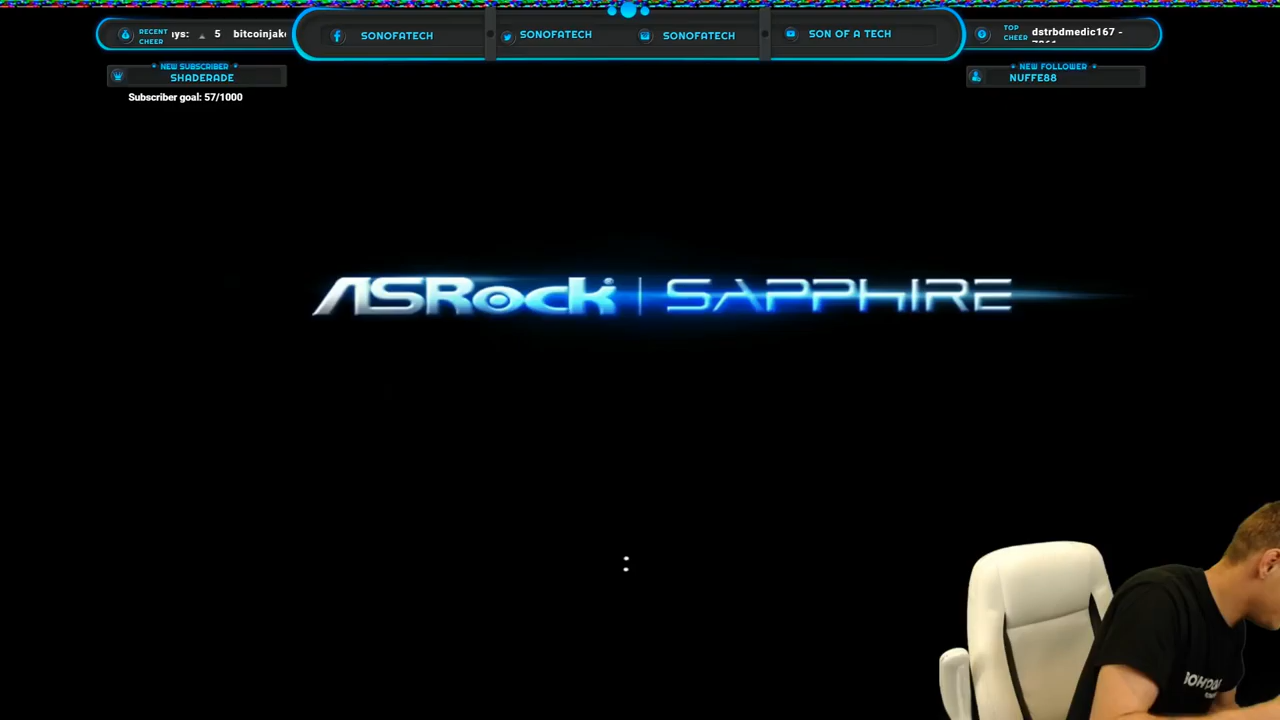 RECENT CHEER
ys: 5 bitcoinjak
SONOFATECH
SONOFATECH
SONOFATECH
SON OF A TECH
TOP CHEER
dstrbdmedic167 -
NEW SUBSCRIBER
SHADERADE
Subscriber goal: 57/1000
NEW FOLLOWER
NUFFE88
ASRock | SAPPHIRE